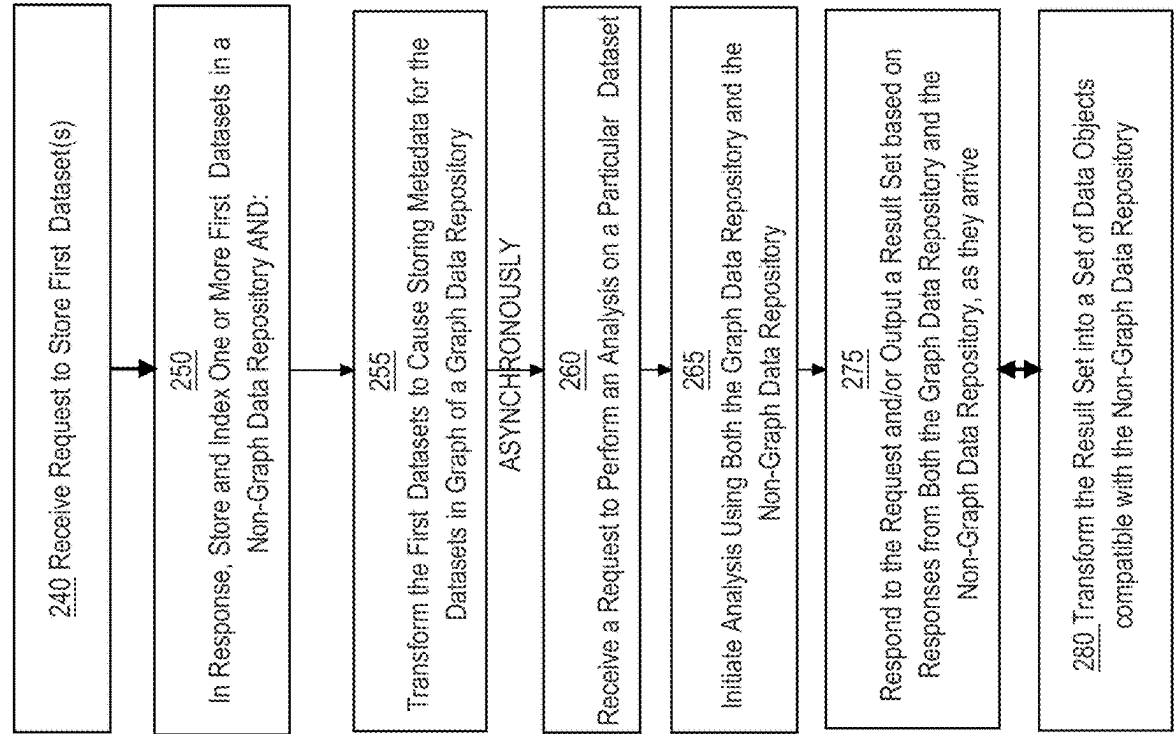 240 Receive Request to Store First Dataset(s)
250
In Response, Store and Index One or More First Datasets in a
Non-Graph Data Repository AND:
255
Transform the First Datasets to Cause Storing Metadata for the
Datasets in Graph of a Graph Data Repository
ASYNCHRONOUSLY
260
Receive a Request to Perform an Analysis on a Particular Dataset
265
Initiate Analysis Using Both the Graph Data Repository and the
Non-Graph Data Repository
275
Respond to the Request and/or Output a Result Set based on
Responses from Both the Graph Data Repository and the
Non-Graph Data Repository, as they arrive
280 Transform the Result Set into a Set of Data Objects
compatible with the Non-Graph Data Repository